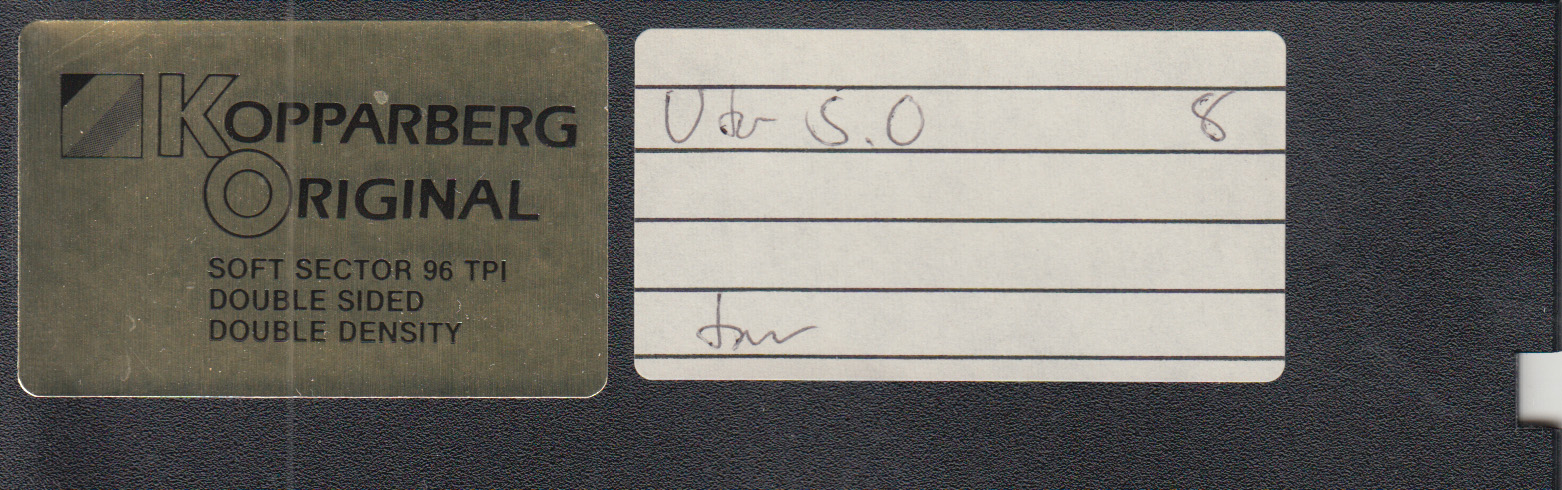 KOPPARBERG
ORIGINAL
SOFT SECTOR 96 TPI
DOUBLE SIDED
DOUBLE DENSITY
5.0 8